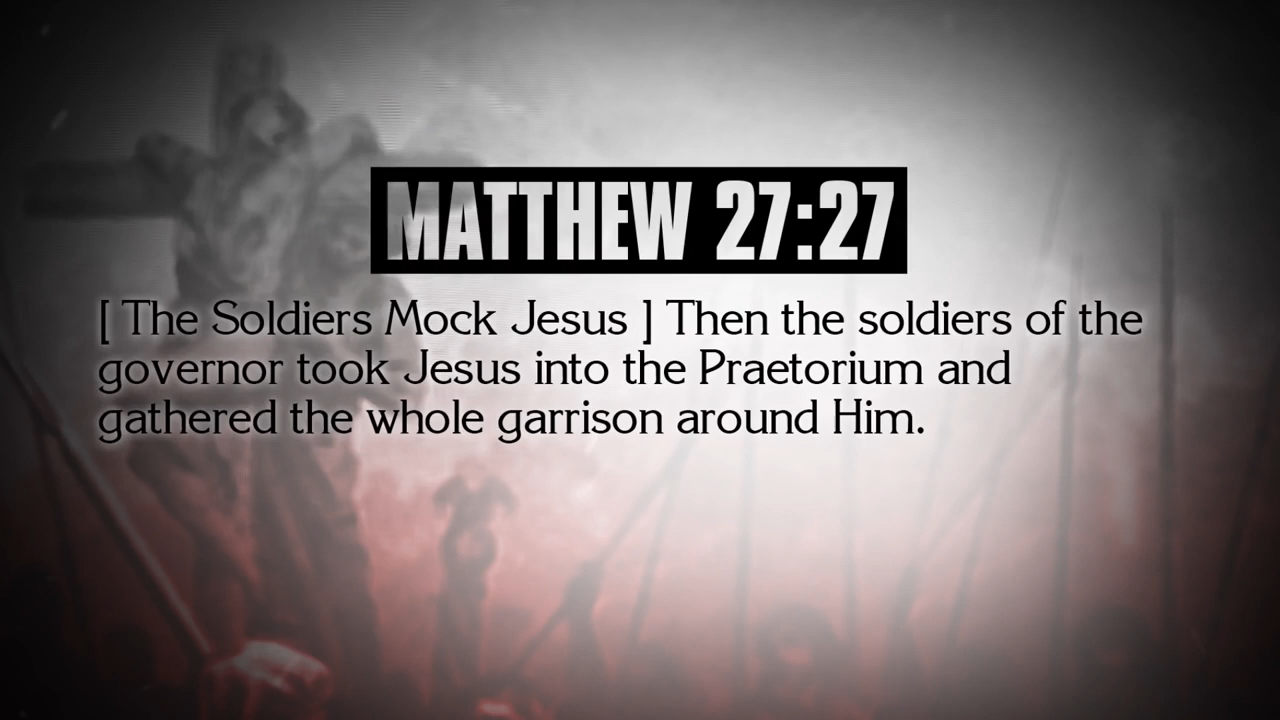 MATTHEW 27:27
[ The Soldiers Mock Jesus ] Then the soldiers of the
governor took Jesus into the Praetorium and
gathered the whole garrison around Him.